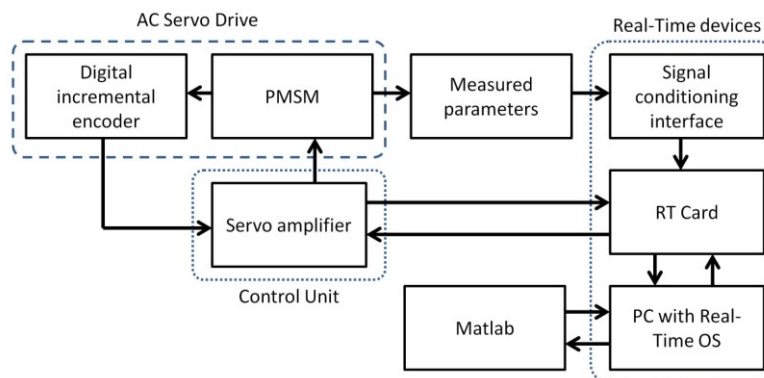 AC Servo Drive
Real-Time devices
Digital
incremental
encoder
PMSM
Measured
parameters
Signal
conditioning
interface
Servo amplifier
RT Card
Control Unit
Matlab
PC with Real-
Time OS